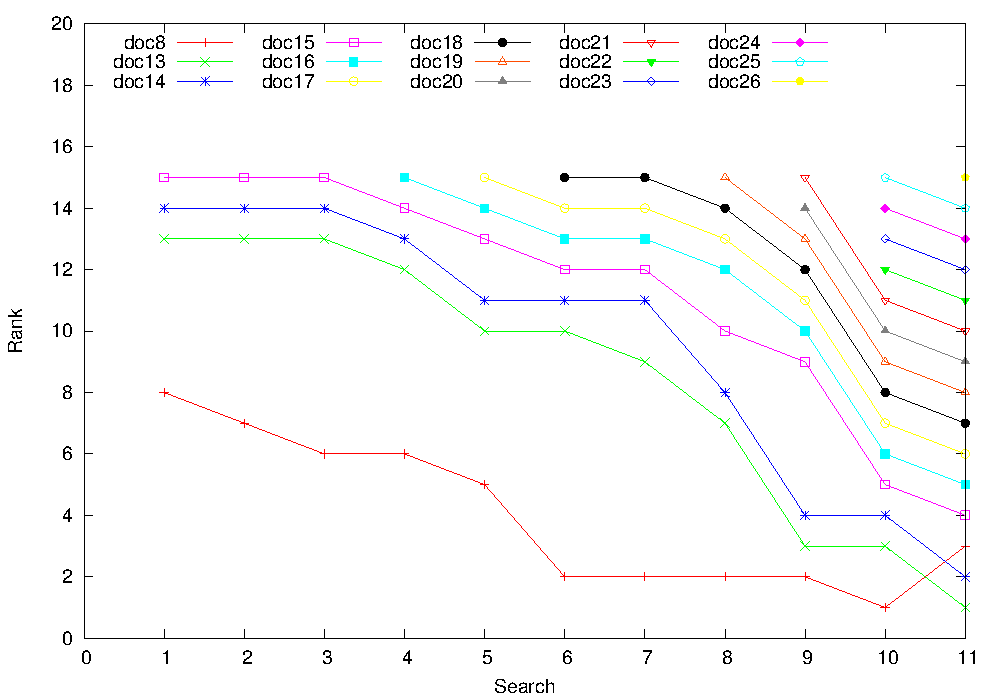 20
18
16
14
12
10
8
6
4
2
0
Rank
doc8 doc15 doc18 doc21 doc24
doc13 doc16 doc19 doc22 doc25
doc14 doc17 doc20 doc23 doc26
0 1 2 3 4 5 6 7 8 9 10 11
Search